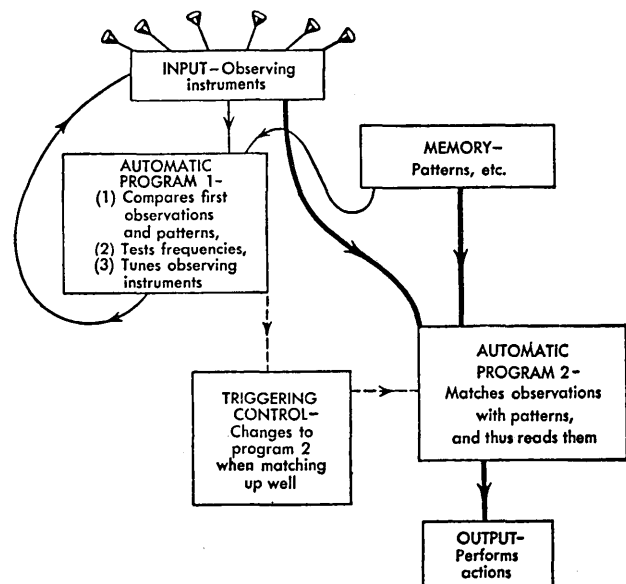 INPUT–Observing
instruments
MEMORY–
Patterns, etc.
AUTOMATIC
PROGRAM 1-
(1) Compares first
observations
and patterns,
(2) Tests frequencies,
(3) Tunes observing
instruments
AUTOMATIC
PROGRAM 2-
Matches observations
with patterns,
and thus reads them
TRIGGERING
CONTROL–
Changes to
program 2
when matching
up well
OUTPUT–
Performs
actions